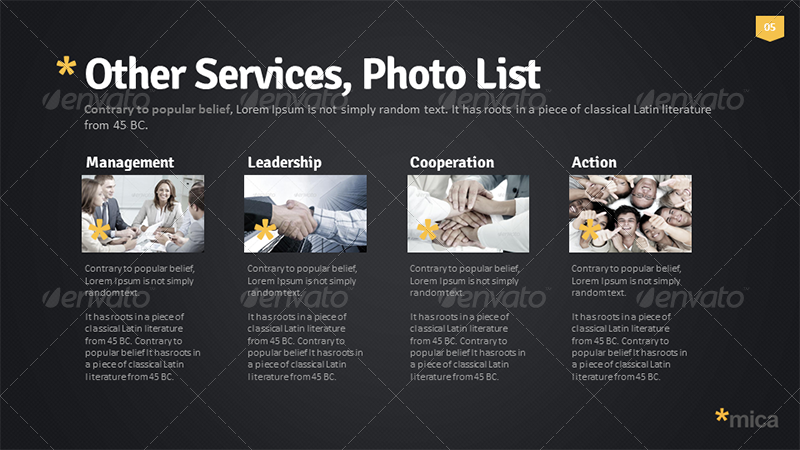 05
* Other Services, Photo List
Contrary to popular belief, Lorem Ipsum is not simply random text. It has roots in a piece of classical Latin literature
from 45 BC.
Management
Contrary to popular belief,
Lorem Ipsum is not simply
random text.
It has roots in a piece of
classical Latin literature
from 45 BC. Contrary to
popular belief It has roots in
a piece of classical Latin
literature from 45 BC.
Leadership
Contrary to popular belief,
Lorem Ipsum is not simply
random text.
It has roots in a piece of
classical Latin literature
from 45 BC. Contrary to
popular belief It has roots in
a piece of classical Latin
literature from 45 BC.
Cooperation
Contrary to popular belief,
Lorem Ipsum is not simply
random text.
It has roots in a piece of
classical Latin literature
from 45 BC. Contrary to
popular belief It has roots in
a piece of classical Latin
literature from 45 BC.
Action
Contrary to popular belief,
Lorem Ipsum is not simply
random text.
It has roots in a piece of
classical Latin literature
from 45 BC. Contrary to
popular belief It has roots in
a piece of classical Latin
literature from 45 BC.
*mica
envato envato envato envato
envato envato envato envato